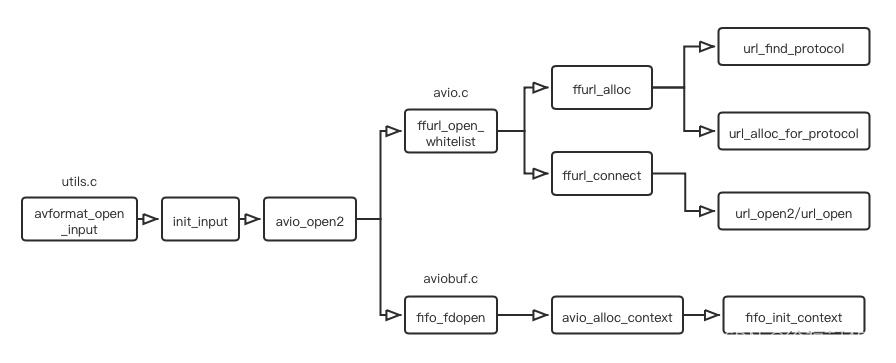 url_find_protocol
avio.c
ffurl_alloc
ffurl_open_
whitelist
url_alloc_for_protocol
utils.c
ffurl_connect
avformat_open
_input
init_input
avio_open2
url_open2/url_open
aviobuf.c
fifo_fdopen
avio_alloc_context
fifo_init_context